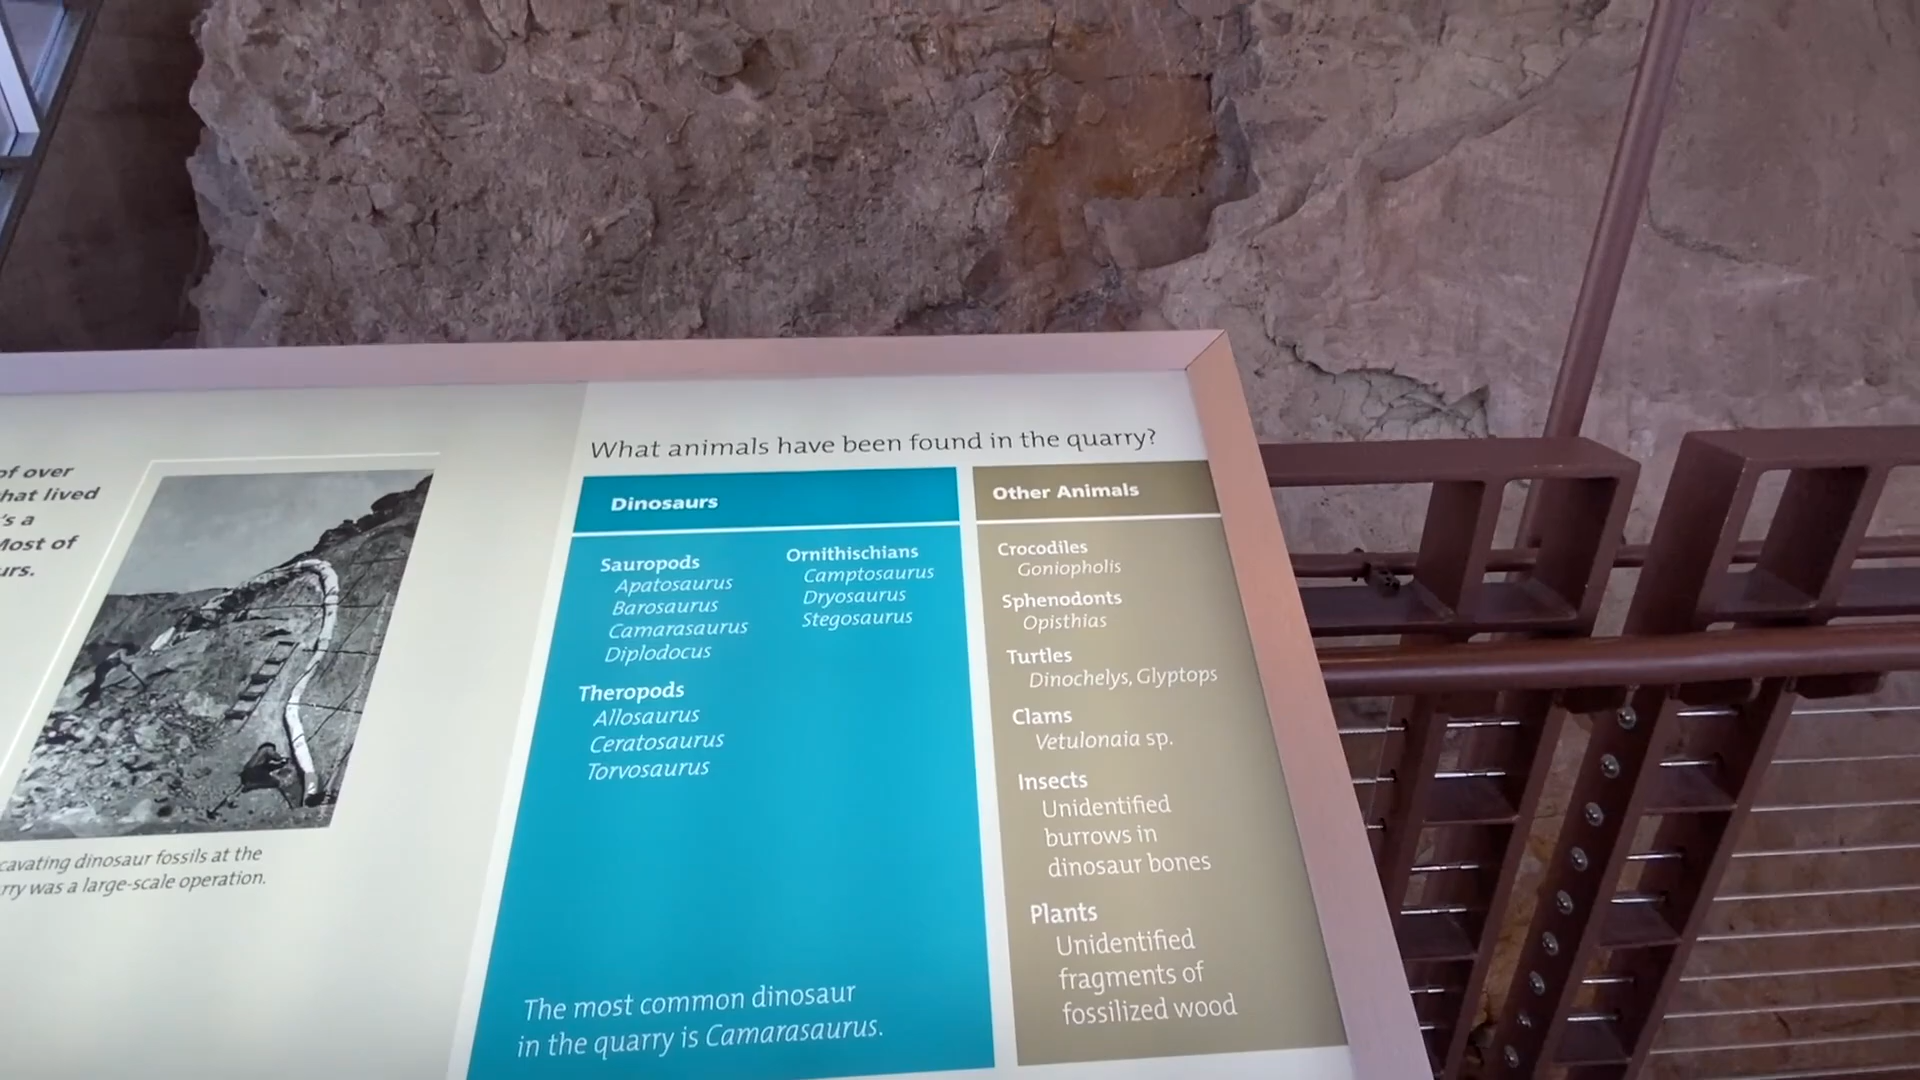 of over
that lived
's a
Most of
urs.
cavating dinosaur fossils at the
rry was a large-scale operation.
What animals have been found in the quarry?
Dinosaurs
Sauropods
Apatosaurus
Barosaurus
Camarasaurus
Diplodocus
Theropods
Allosaurus
Ceratosaurus
Torvosaurus
Ornithischians
Camptosaurus
Dryosaurus
Stegosaurus
The most common dinosaur
in the quarry is Camarasaurus.
Other Animals
Crocodiles
Goniopholis
Sphenodonts
Opisthias
Turtles
Dinochelys, Glyptops
Clams
Vetulonaia sp.
Insects
Unidentified
burrows in
dinosaur bones
Plants
Unidentified
fragments of
fossilized wood